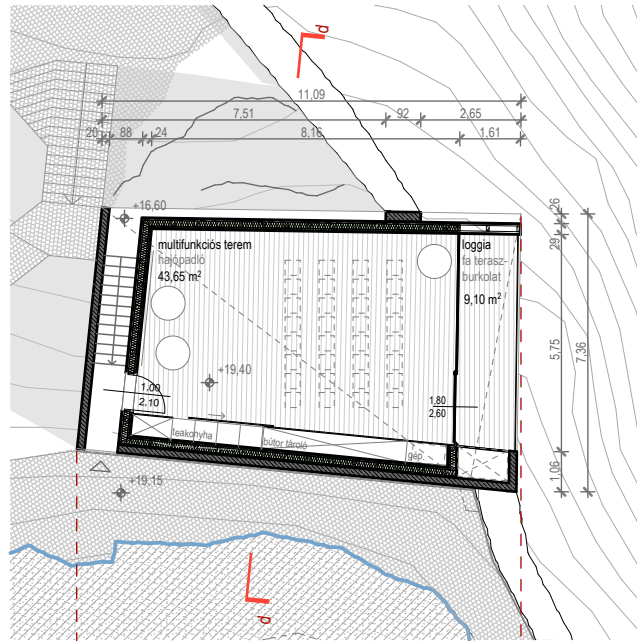 d
11,09
7,51
92
2,65
20
88
24
8,16
1,61
+16,60
26
29
multifunkciós terem
hajópadló
43,65 m²
loggia
fa terasz-
burkolat
9,10 m²
5,75
7,36
+19,40
1,00
2,10
1,80
2,60
teakonyha
bútor tároló
gép.
1,06
+19,15
d